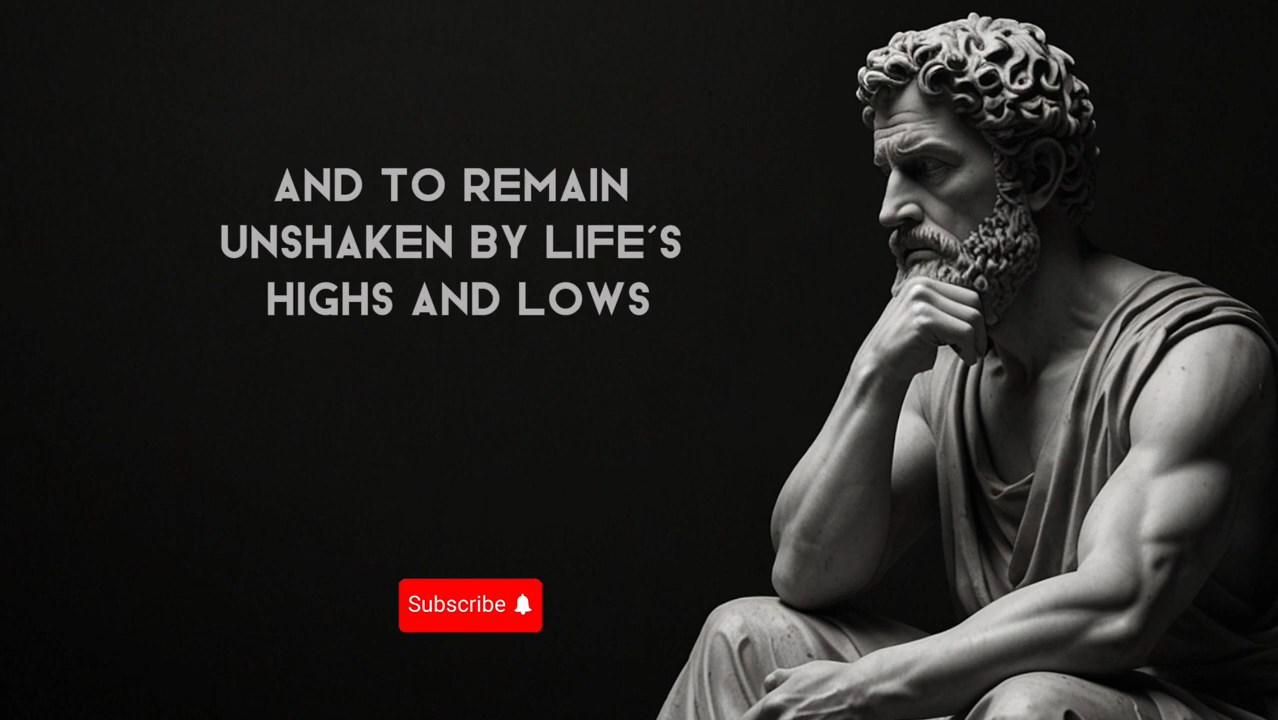 AND TO REMAIN
UNSHAKEN BY LIFE´S
HIGHS AND LOWS
Subscribe